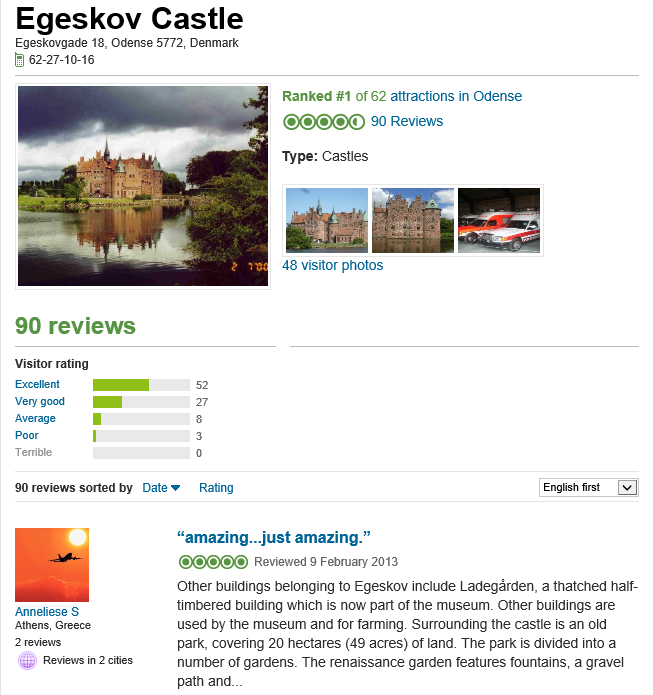 Egeskov Castle
Egeskovgade 18, Odense 5772, Denmark
62-27-10-16
Ranked #1 of 62 attractions in Odense
90 Reviews
Type: Castles
2 7'00
48 visitor photos
90 reviews
Visitor rating
Excellent 52
Very good 27
Average 8
Poor 3
Terrible 0
90 reviews sorted by Date Rating
English first
“amazing...just amazing.”
Reviewed 9 February 2013
Other buildings belonging to Egeskov include Ladegården, a thatched half-
timbered building which is now part of the museum. Other buildings are
used by the museum and for farming. Surrounding the castle is an old
park, covering 20 hectares (49 acres) of land. The park is divided into a
number of gardens. The renaissance garden features fountains, a gravel
path and...
Anneliese S
Athens, Greece
2 reviews
Reviews in 2 cities